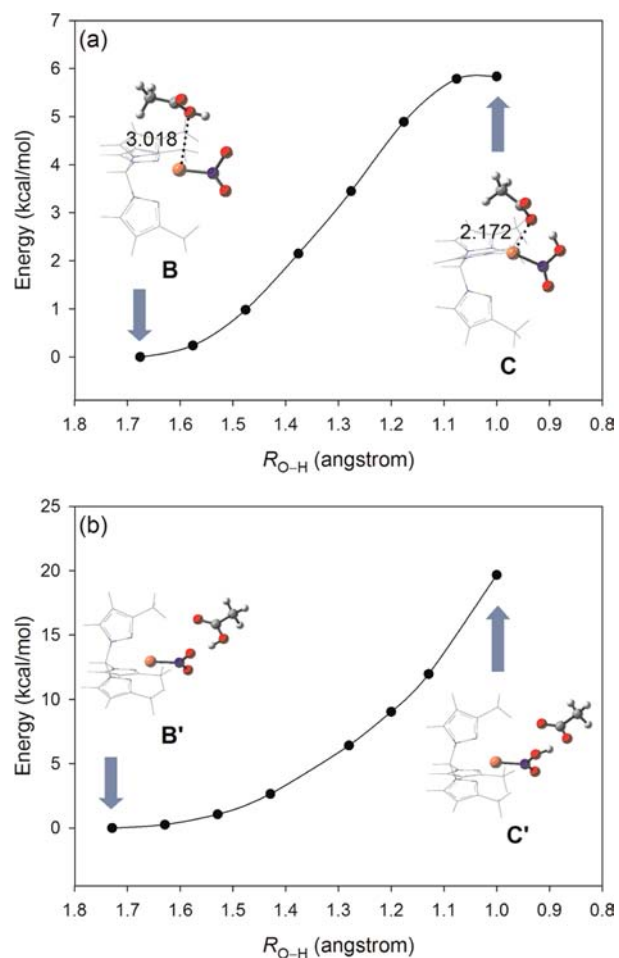 (a)
7
6
5
4
3
2
1
0
Energy (kcal/mol)
3.018
B
2.172
C
1.8 1.7 1.6 1.5 1.4 1.3 1.2 1.1 1.0 0.9 0.8
R O–H (angstrom)
(b)
25
20
15
10
5
0
Energy (kcal/mol)
B'
C'
1.8 1.7 1.6 1.5 1.4 1.3 1.2 1.1 1.0 0.9 0.8
R O–H (angstrom)